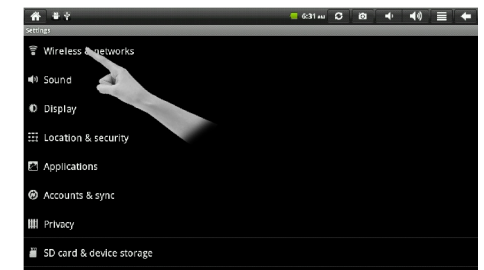 6:31 AM
Settings
Wireless & networks
Sound
Display
Location & security
Applications
Accounts & sync
Privacy
SD card & device storage